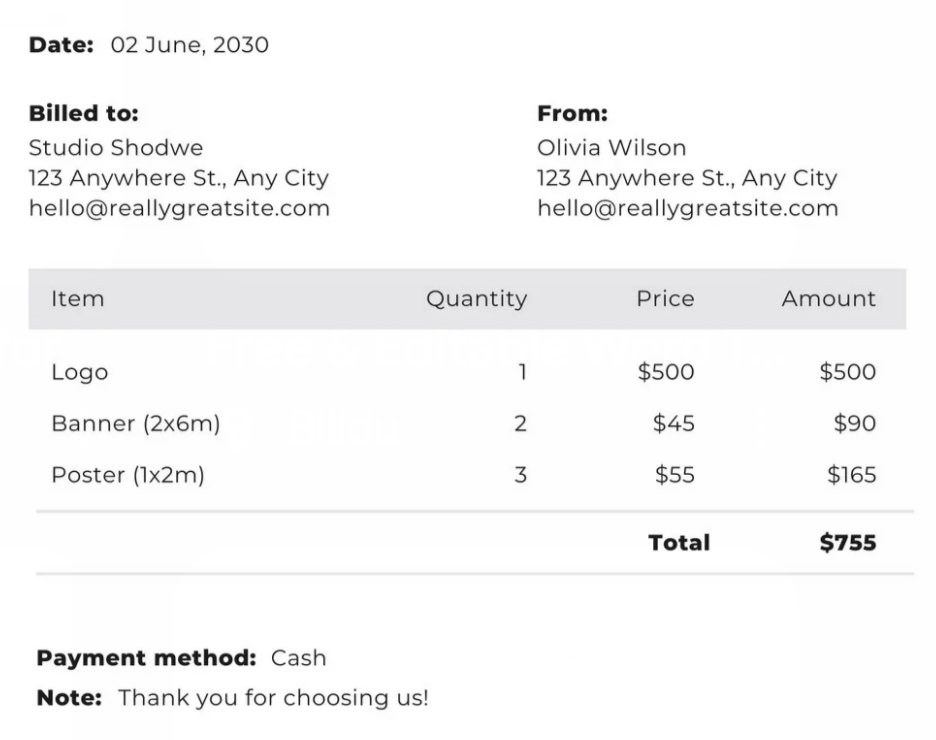 Date: 02 June, 2030
Billed to:
Studio Shodwe
123 Anywhere St., Any City
hello@reallygreatsite.com
From:
Olivia Wilson
123 Anywhere St., Any City
hello@reallygreatsite.com
Item Quantity Price Amount
Logo 1 $500 $500
Banner (2x6m) 2 $45 $90
Poster (1x2m) 3 $55 $165
Total $755
Payment method: Cash
Note: Thank you for choosing us!